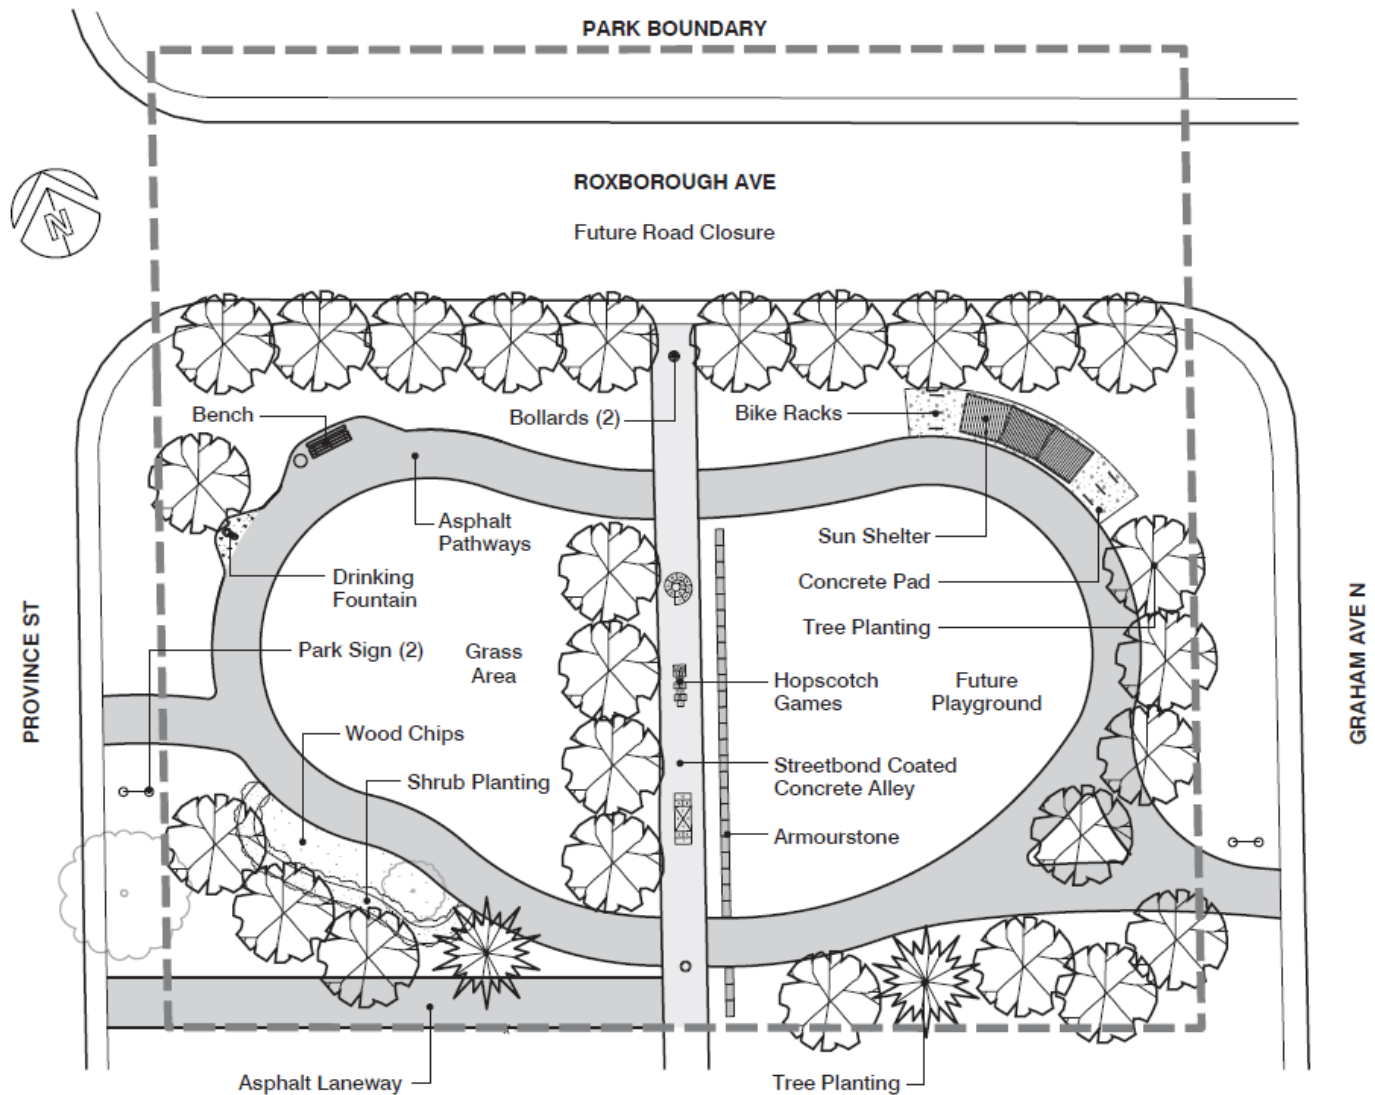 PARK BOUNDARY
N
ROXBOROUGH AVE
Future Road Closure
Bench
Bollards (2)
Bike Racks
Asphalt
Pathways
Sun Shelter
Drinking
Fountain
Concrete Pad
Tree Planting
PROVINCE ST
Park Sign (2)
Grass
Area
Hopscotch
Games
Future
Playground
GRAHAM AVE N
Wood Chips
Shrub Planting
Streetbond Coated
Concrete Alley
Armourstone
Asphalt Laneway
Tree Planting